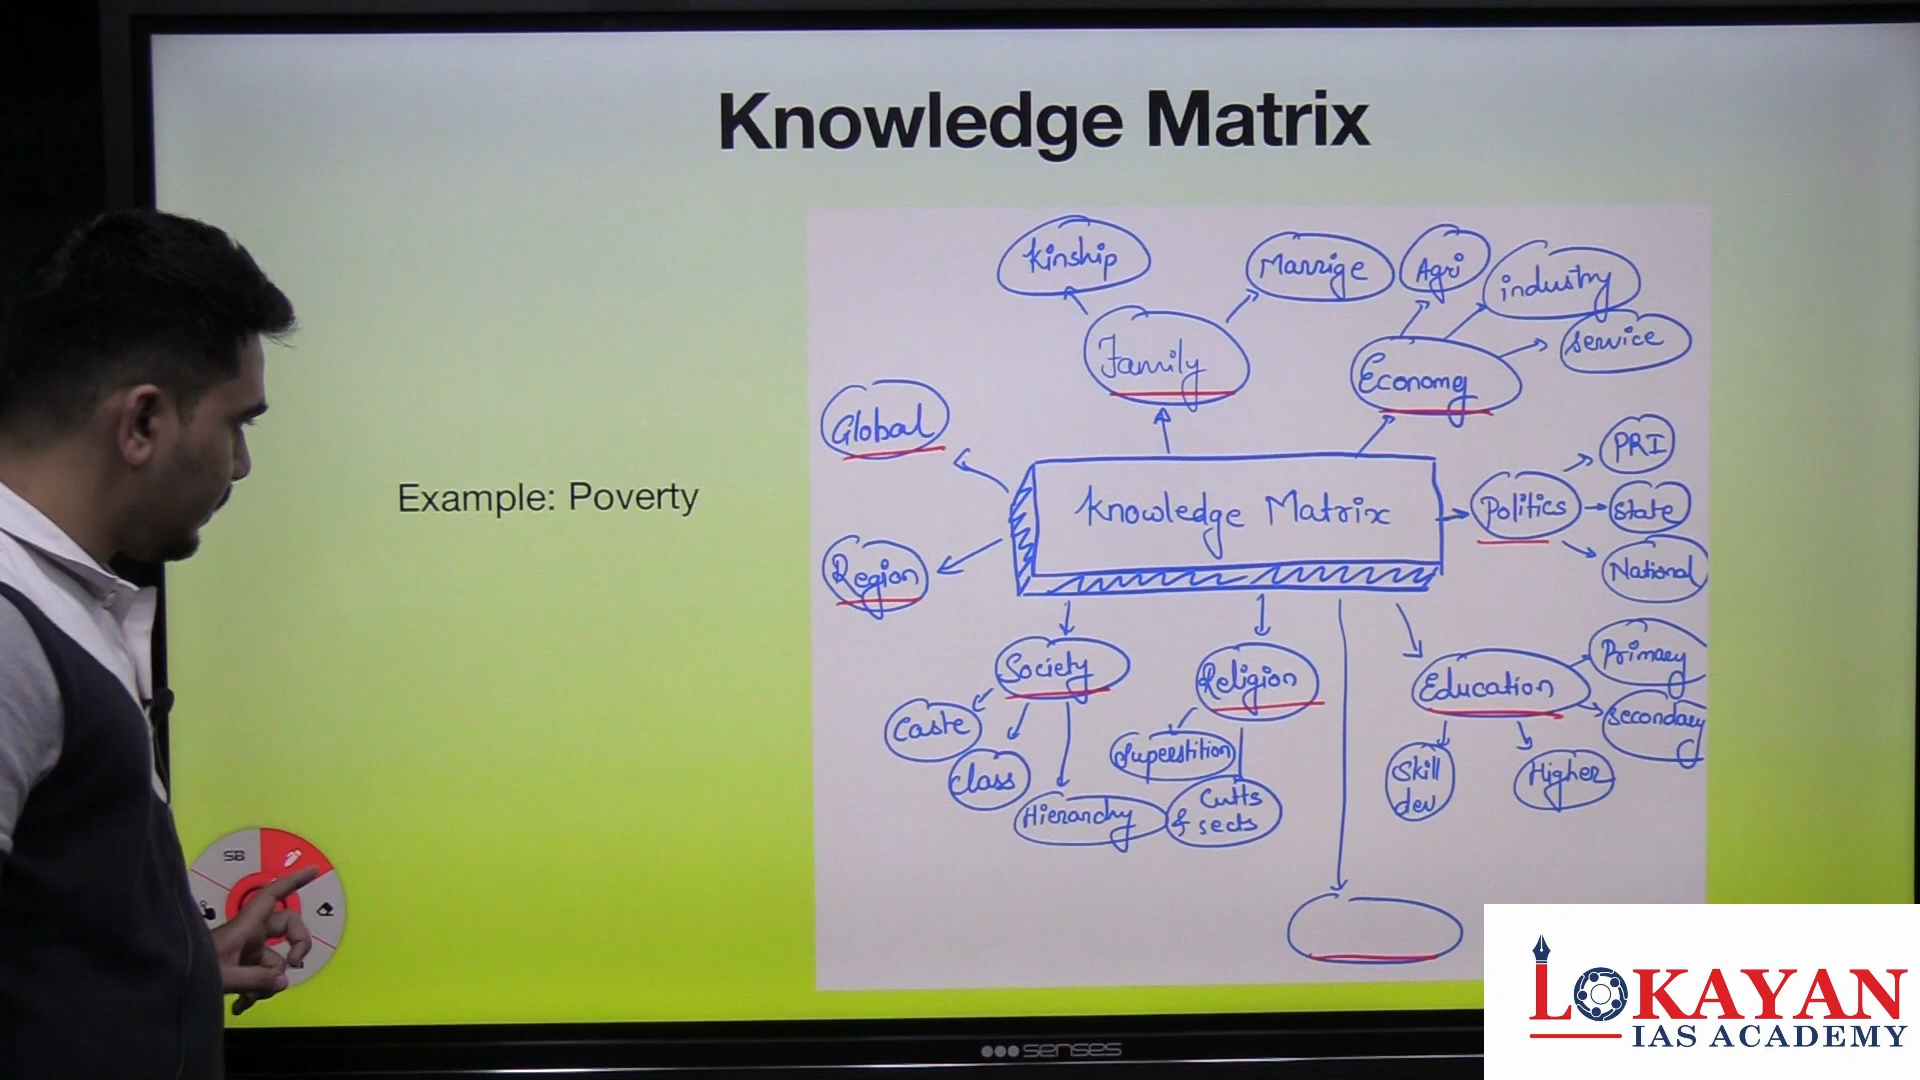 Knowledge Matrix
Example: Poverty
Kinship
Marrige
Agri
industry
service
Family
Economy
Global
PRI
Knowledge Matrix
Politics
state
National
Region
Society
Religion
Education
Primary
secondary
Caste
class
Hierarchy
Superstition
Cults
& sects
Skill
dev
Higher
SB
senses
LOKAYAN
IAS ACADEMY